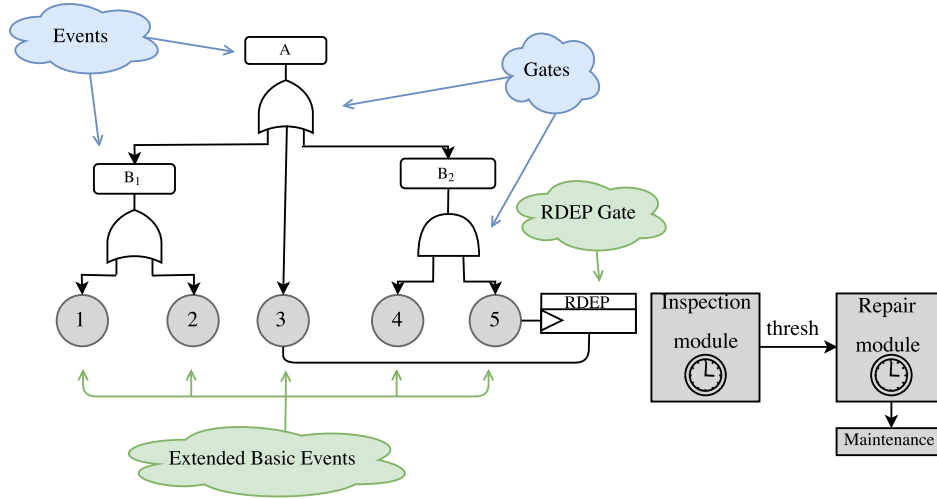 Events
A
Gates
B1
B2
RDEP Gate
1
2
3
4
5
RDEP
Inspection
module
thresh
Repair
module
Maintenance
Extended Basic Events